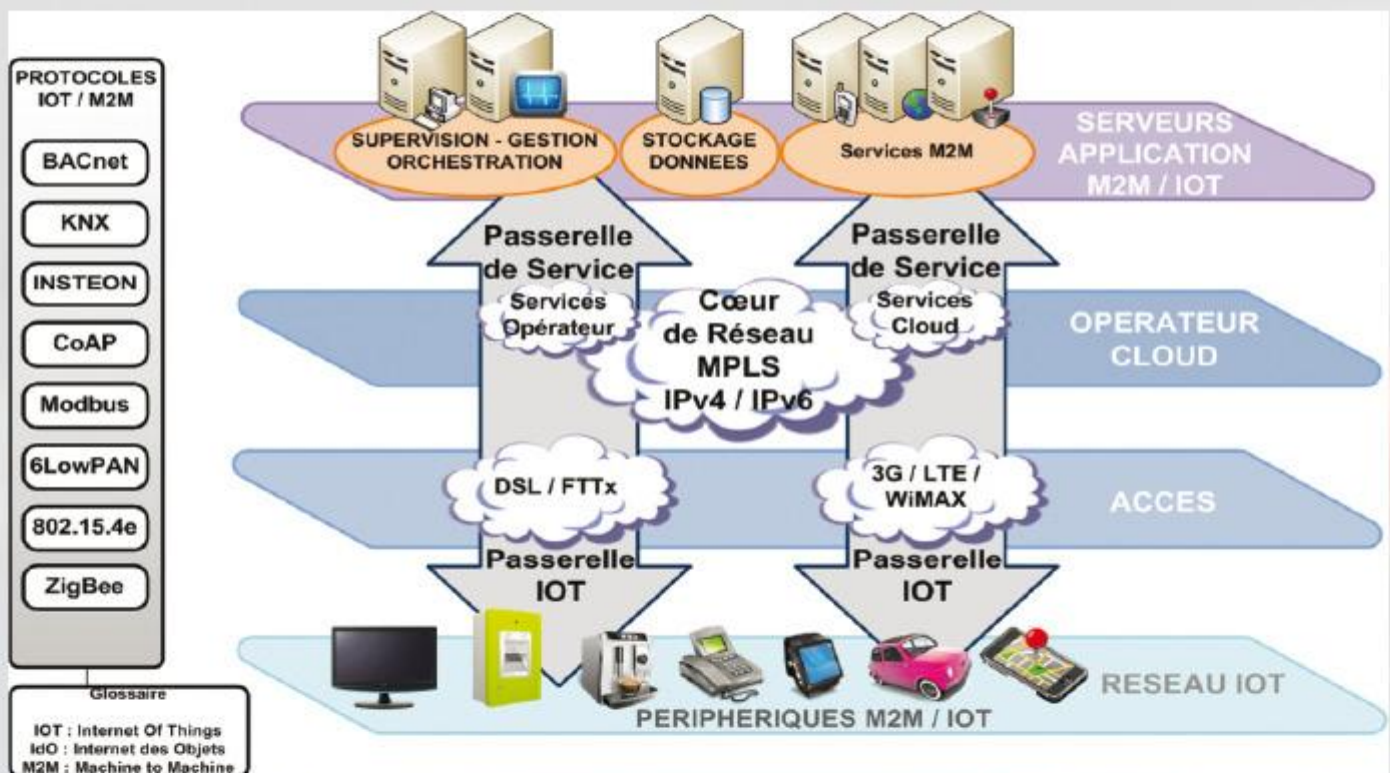 PROTOCOLES
IOT / M2M
BACnet
KNX
INSTEON
CoAP
Modbus
6LowPAN
802.15.4e
ZigBee
Glossaire
IOT : Internet Of Things
IdO : Internet des Objets
M2M : Machine to Machine
SUPERVISION - GESTION
ORCHESTRATION
STOCKAGE
DONNEES
Services M2M
SERVEURS
APPLICATION
M2M / IOT
Passerelle
de Service
Services
Opérateur
Cœur
de Réseau
MPLS
IPv4 / IPv6
Passerelle
de Service
Services
Cloud
OPERATEUR
CLOUD
DSL / FTTx
3G / LTE /
WiMAX
ACCES
Passerelle
IOT
Passerelle
IOT
RESEAU IOT
PERIPHERIQUES M2M / IOT